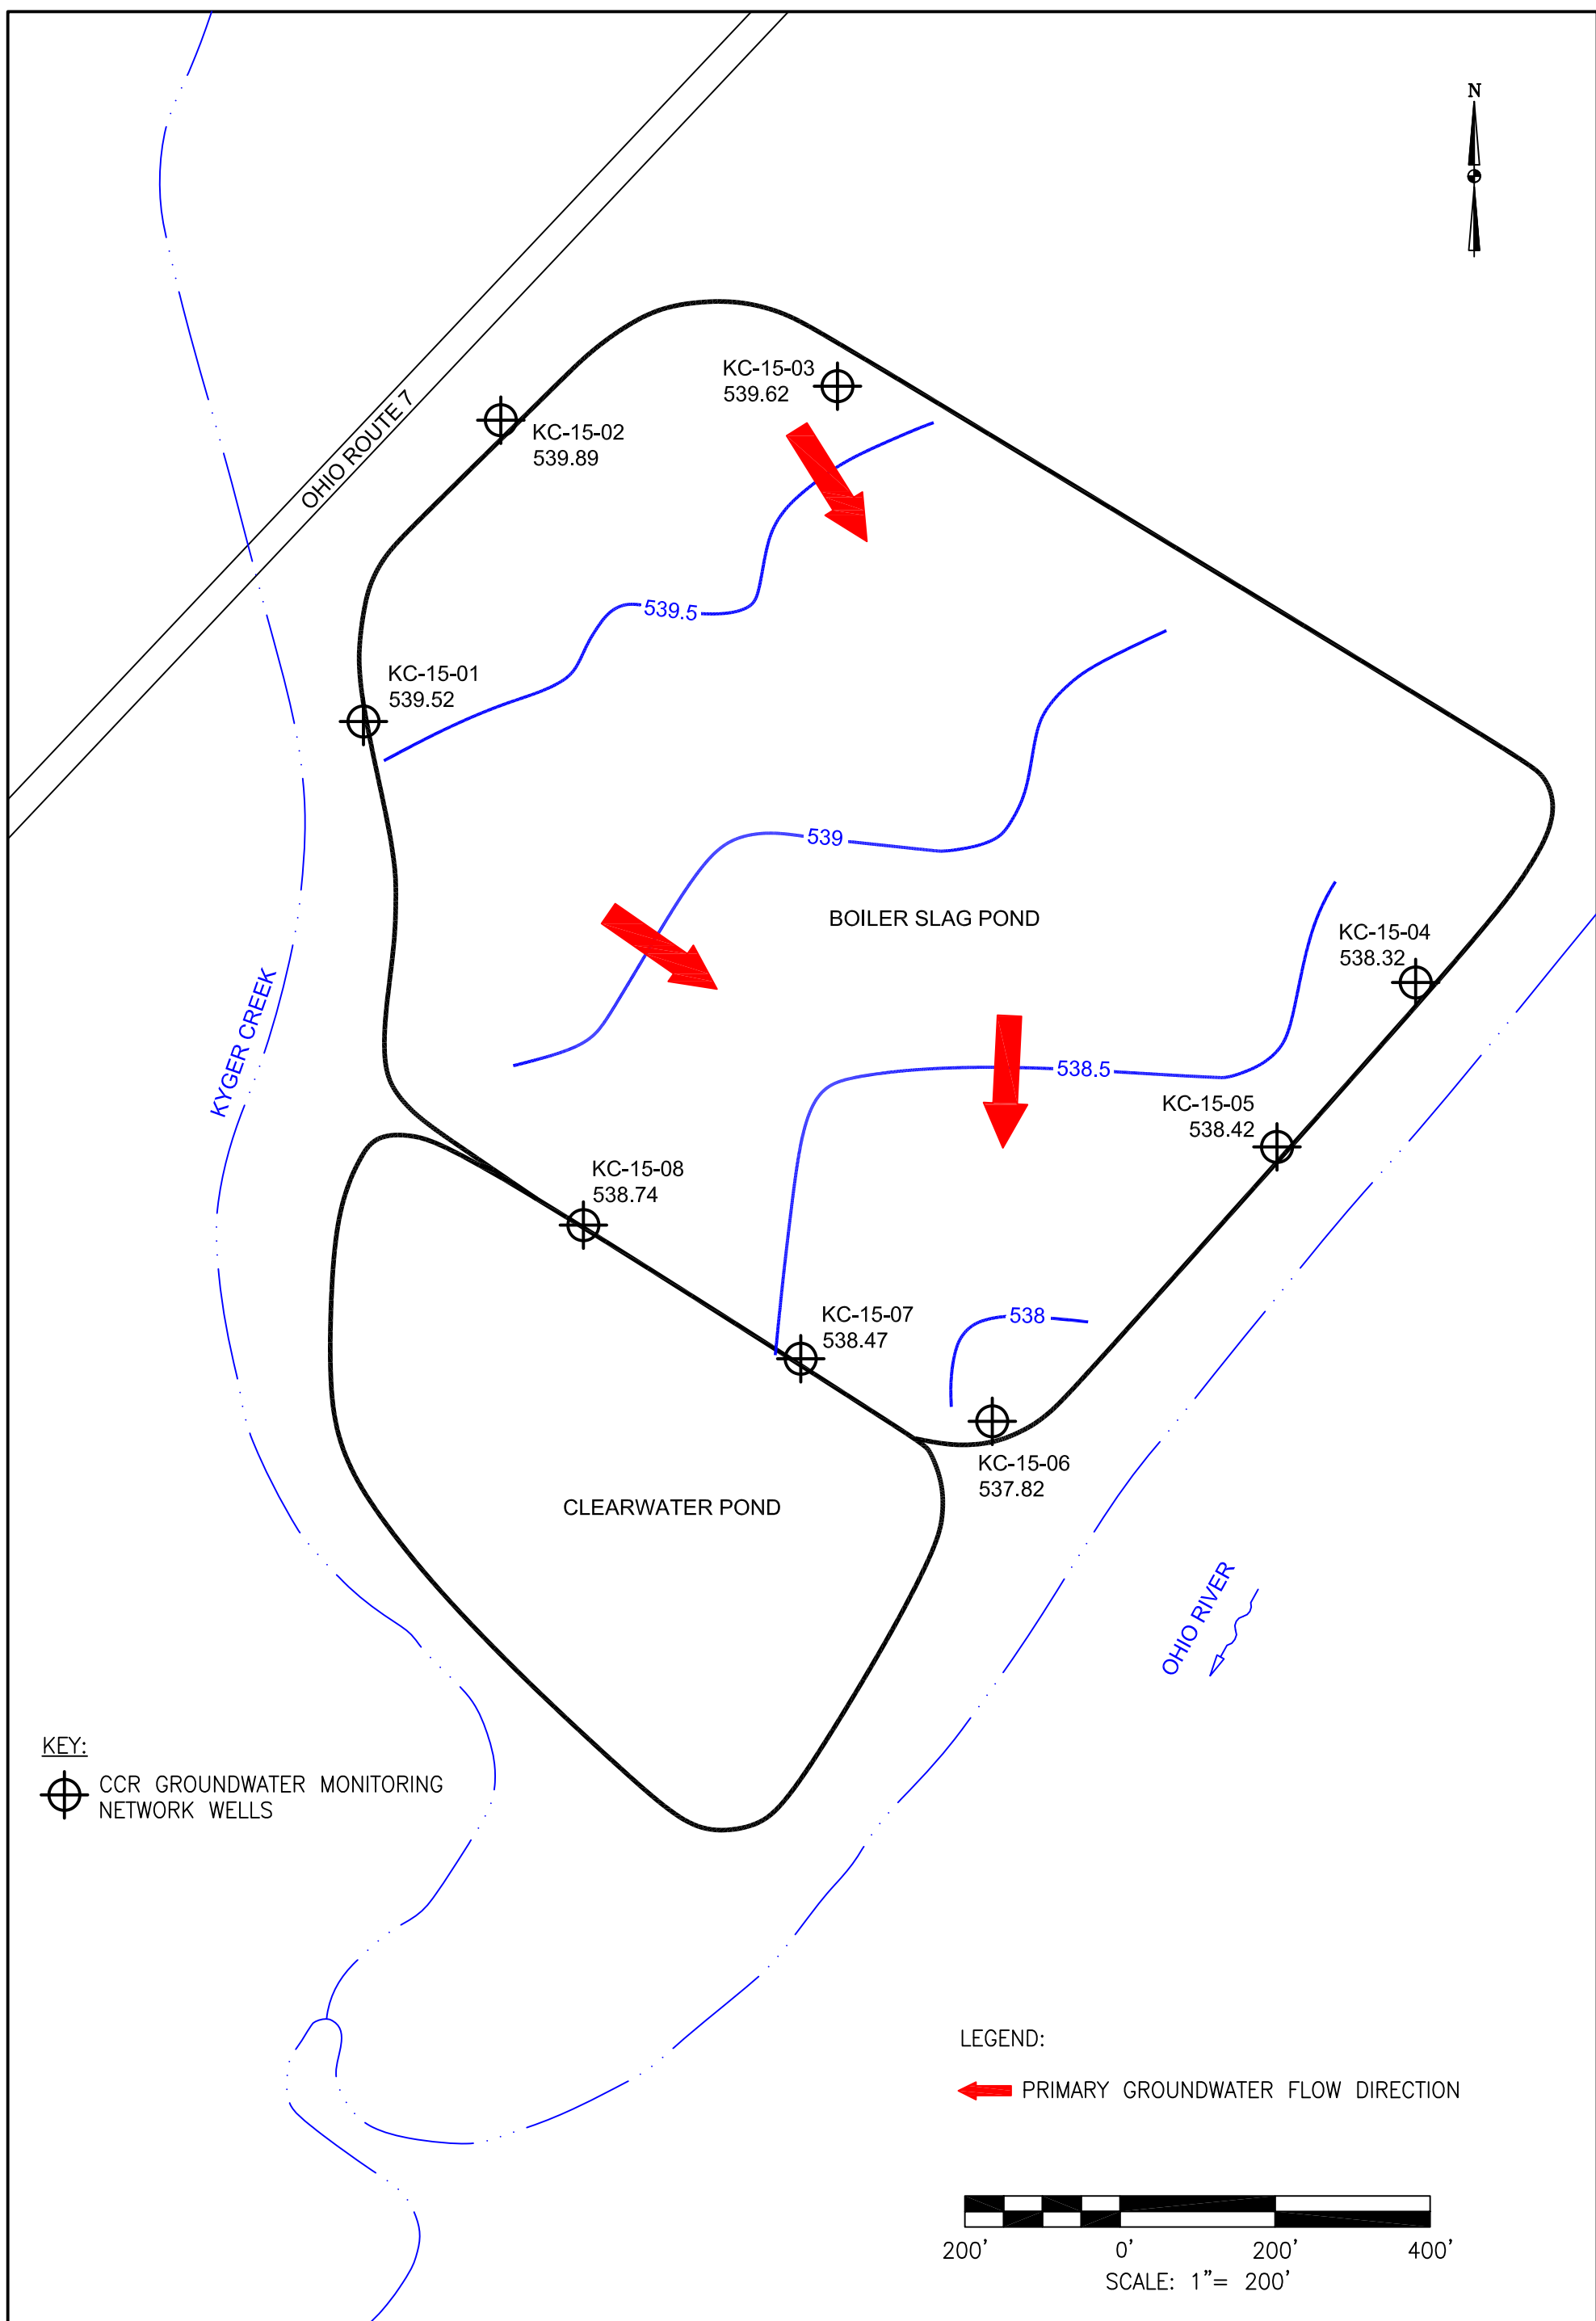 N
KC-15-03
539.62
KC-15-02
539.89
OHIO ROUTE 7
539.5
KC-15-01
539.52
539
BOILER SLAG POND
KC-15-04
538.32
KYGER CREEK
538.5
KC-15-05
538.42
KC-15-08
538.74
538
KC-15-07
538.47
KC-15-06
537.82
CLEARWATER POND
OHIO RIVER
KEY:
CCR GROUNDWATER MONITORING
NETWORK WELLS
LEGEND:
PRIMARY GROUNDWATER FLOW DIRECTION
200' 0' 200' 400'
SCALE: 1"= 200'